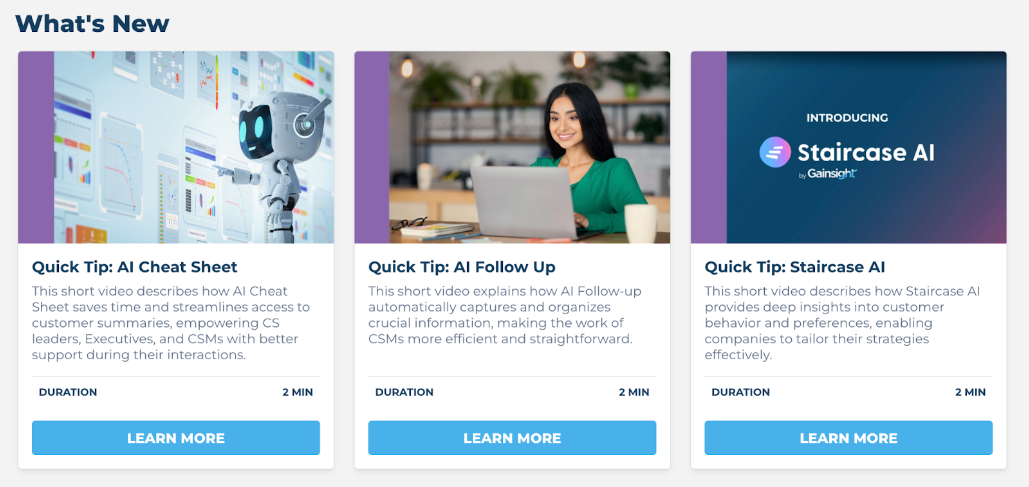 What's New
INTRODUCING
Staircase AI
by Gainsight
Quick Tip: AI Cheat Sheet
This short video describes how AI Cheat
Sheet saves time and streamlines access to
customer summaries, empowering CS
leaders, Executives, and CSMs with better
support during their interactions.
DURATION
2 MIN
LEARN MORE
Quick Tip: AI Follow Up
This short video explains how AI Follow-up
automatically captures and organizes
crucial information, making the work of
CSMs more efficient and straightforward.
DURATION
2 MIN
LEARN MORE
Quick Tip: Staircase AI
This short video describes how Staircase AI
provides deep insights into customer
behavior and preferences, enabling
companies to tailor their strategies
effectively.
DURATION
2 MIN
LEARN MORE